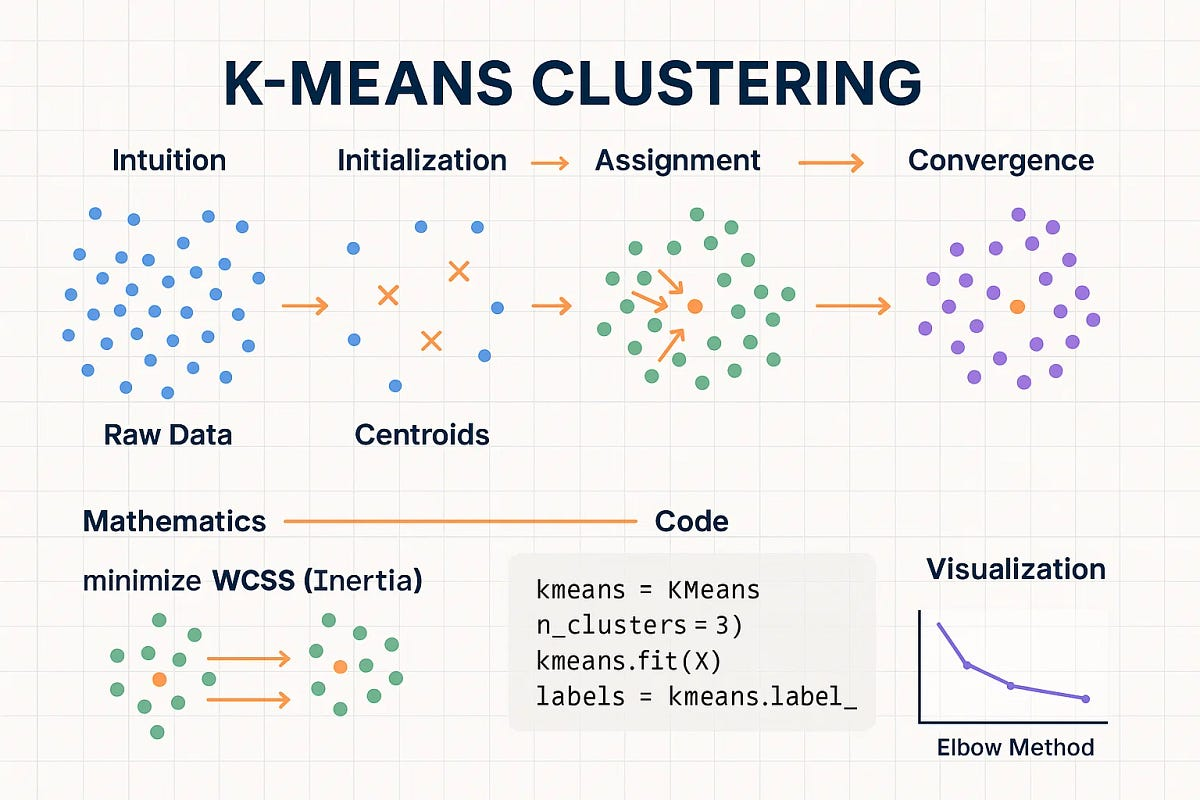 K-MEANS CLUSTERING
Intuition
Initialization
Assignment
Convergence
Raw Data
Centroids
Mathematics
Code
minimize WCSS (Inertia)
kmeans = KMeans
n_clusters = 3)
kmeans.fit(X)
labels = kmeans.label_
Visualization
Elbow Method